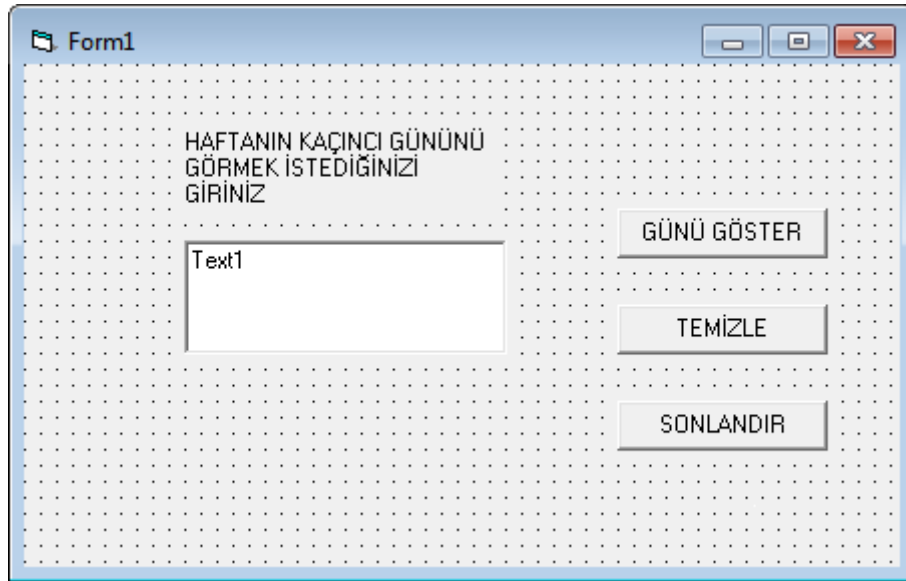 Form1
HAFTANIN KAÇINCI GÜNÜNÜ
GÖRMEK İSTEDİĞİNİZİ
GİRİNİZ
Text1
GÜNÜ GÖSTER
TEMİZLE
SONLANDIR